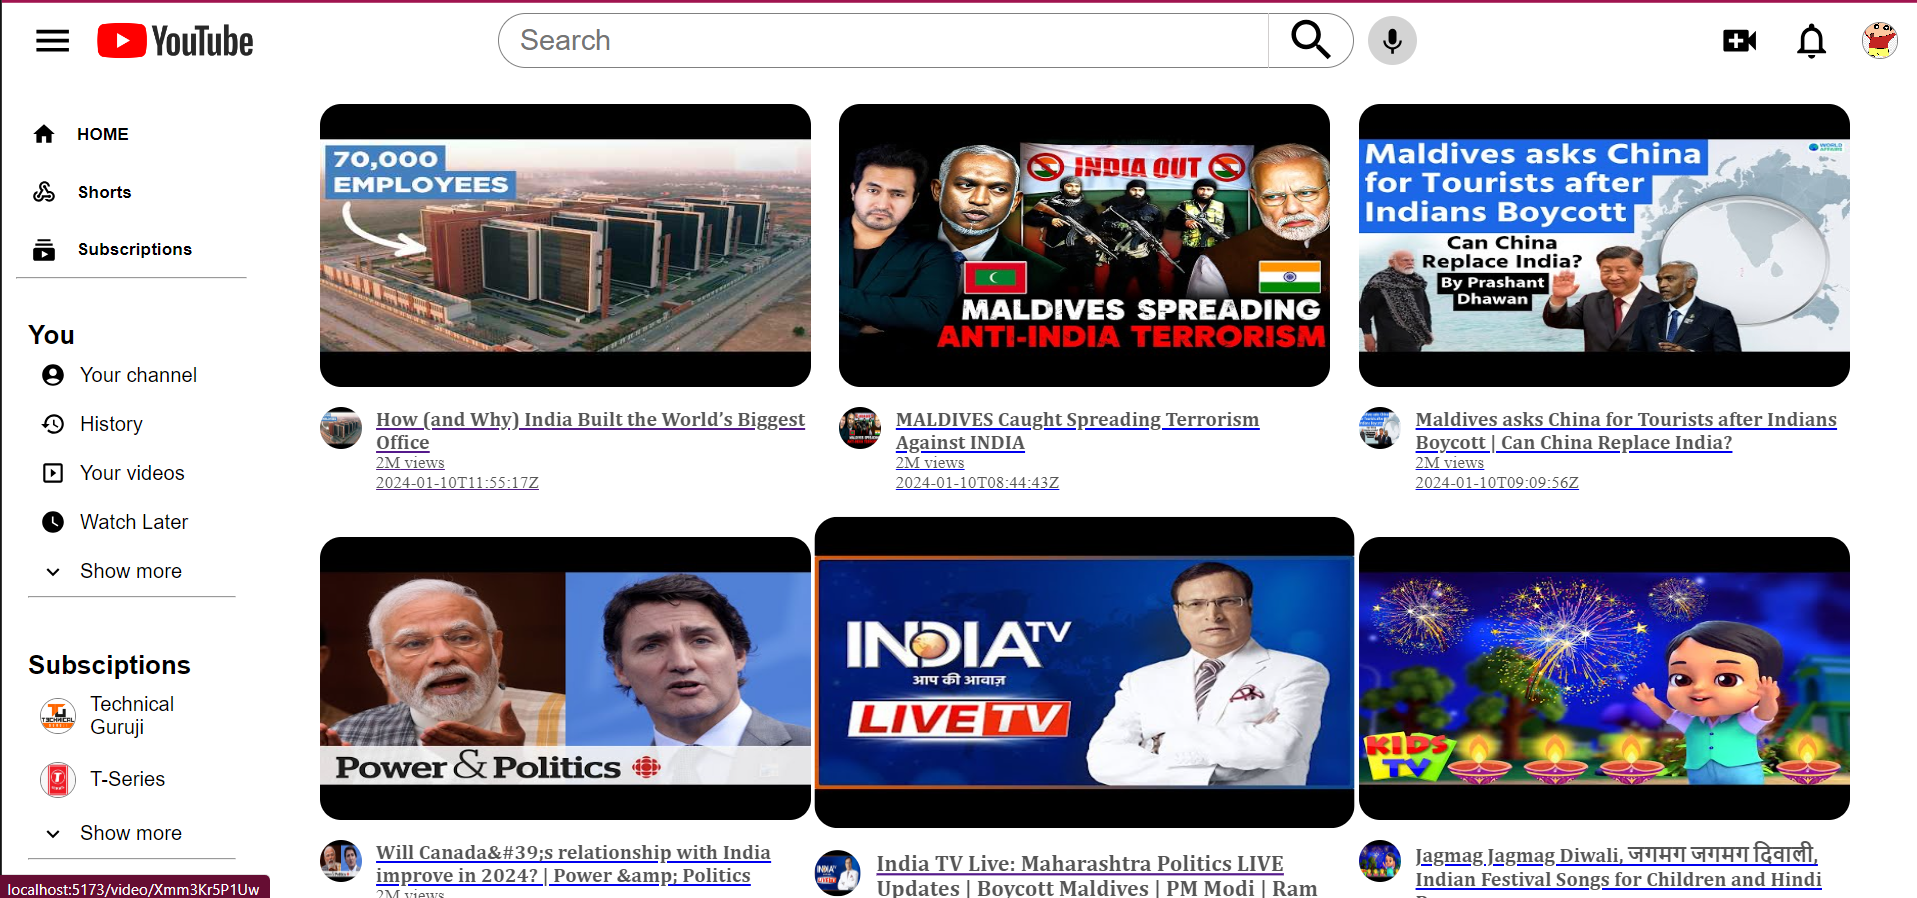 YouTube
Search
HOME
Shorts
Subscriptions
You
Your channel
History
Your videos
Watch Later
Show more
Subsciptions
Technical
Guruji
T-Series
Show more
localhost:5173/video/Xmm3Kr5P1Uw
70,000
EMPLOYEES
How (and Why) India Built the World’s Biggest
Office
2M views
2024-01-10T11:55:17Z
INDIA OUT
MALDIVES SPREADING
ANTI-INDIA TERRORISM
MALDIVES Caught Spreading Terrorism
Against INDIA
2M views
2024-01-10T08:44:43Z
Maldives asks China
for Tourists after
Indians Boycott
WORLD
AFFAIRS
Can China
Replace India?
By Prashant
Dhawan
Maldives asks China for Tourists after Indians
Boycott | Can China Replace India?
2M views
2024-01-10T09:09:56Z
Power & Politics
Will Canada&#39;s relationship with India
improve in 2024? | Power &amp; Politics
2M views
INDIA TV
आप की आवाज़
LIVE TV
India TV Live: Maharashtra Politics LIVE
Updates | Boycott Maldives | PM Modi | Ram
KIDS
TV
Jagmag Jagmag Diwali, जगमग जगमग दिवाली,
Indian Festival Songs for Children and Hindi